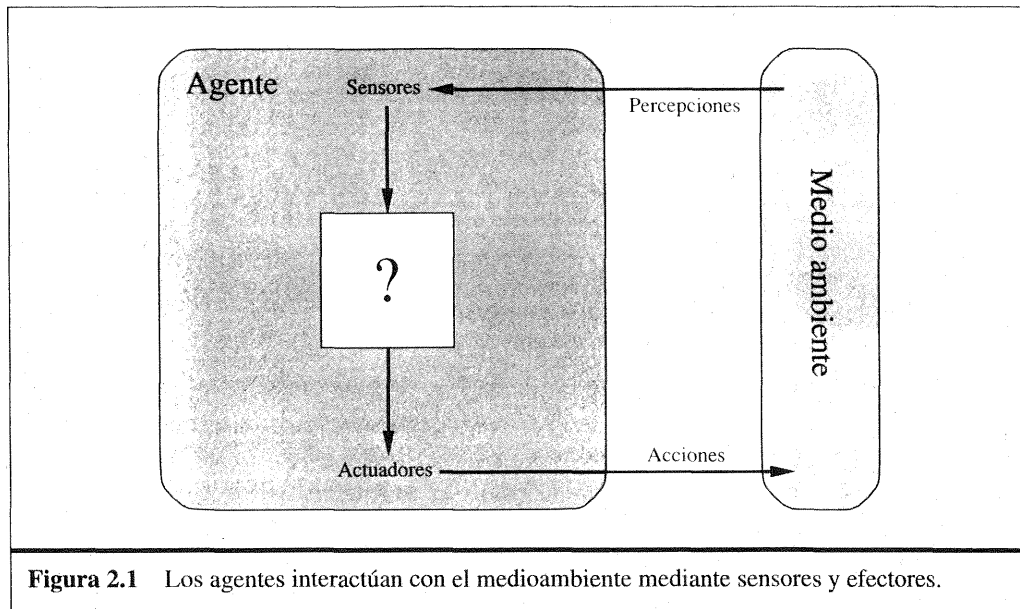 Agente
Sensores
Percepciones
?
Medio ambiente
Actuadores
Acciones
Figura 2.1 Los agentes interactúan con el medioambiente mediante sensores y efectores.